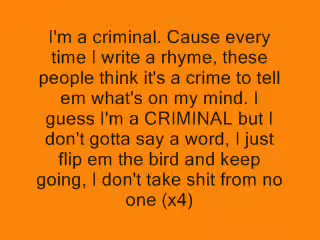 I'm a criminal. Cause every
time I write a rhyme, these
people think it's a crime to tell
em what's on my mind. I
guess I'm a CRIMINAL but I
don't gotta say a word, I just
flip em the bird and keep
going, I don't take shit from no
one (x4)